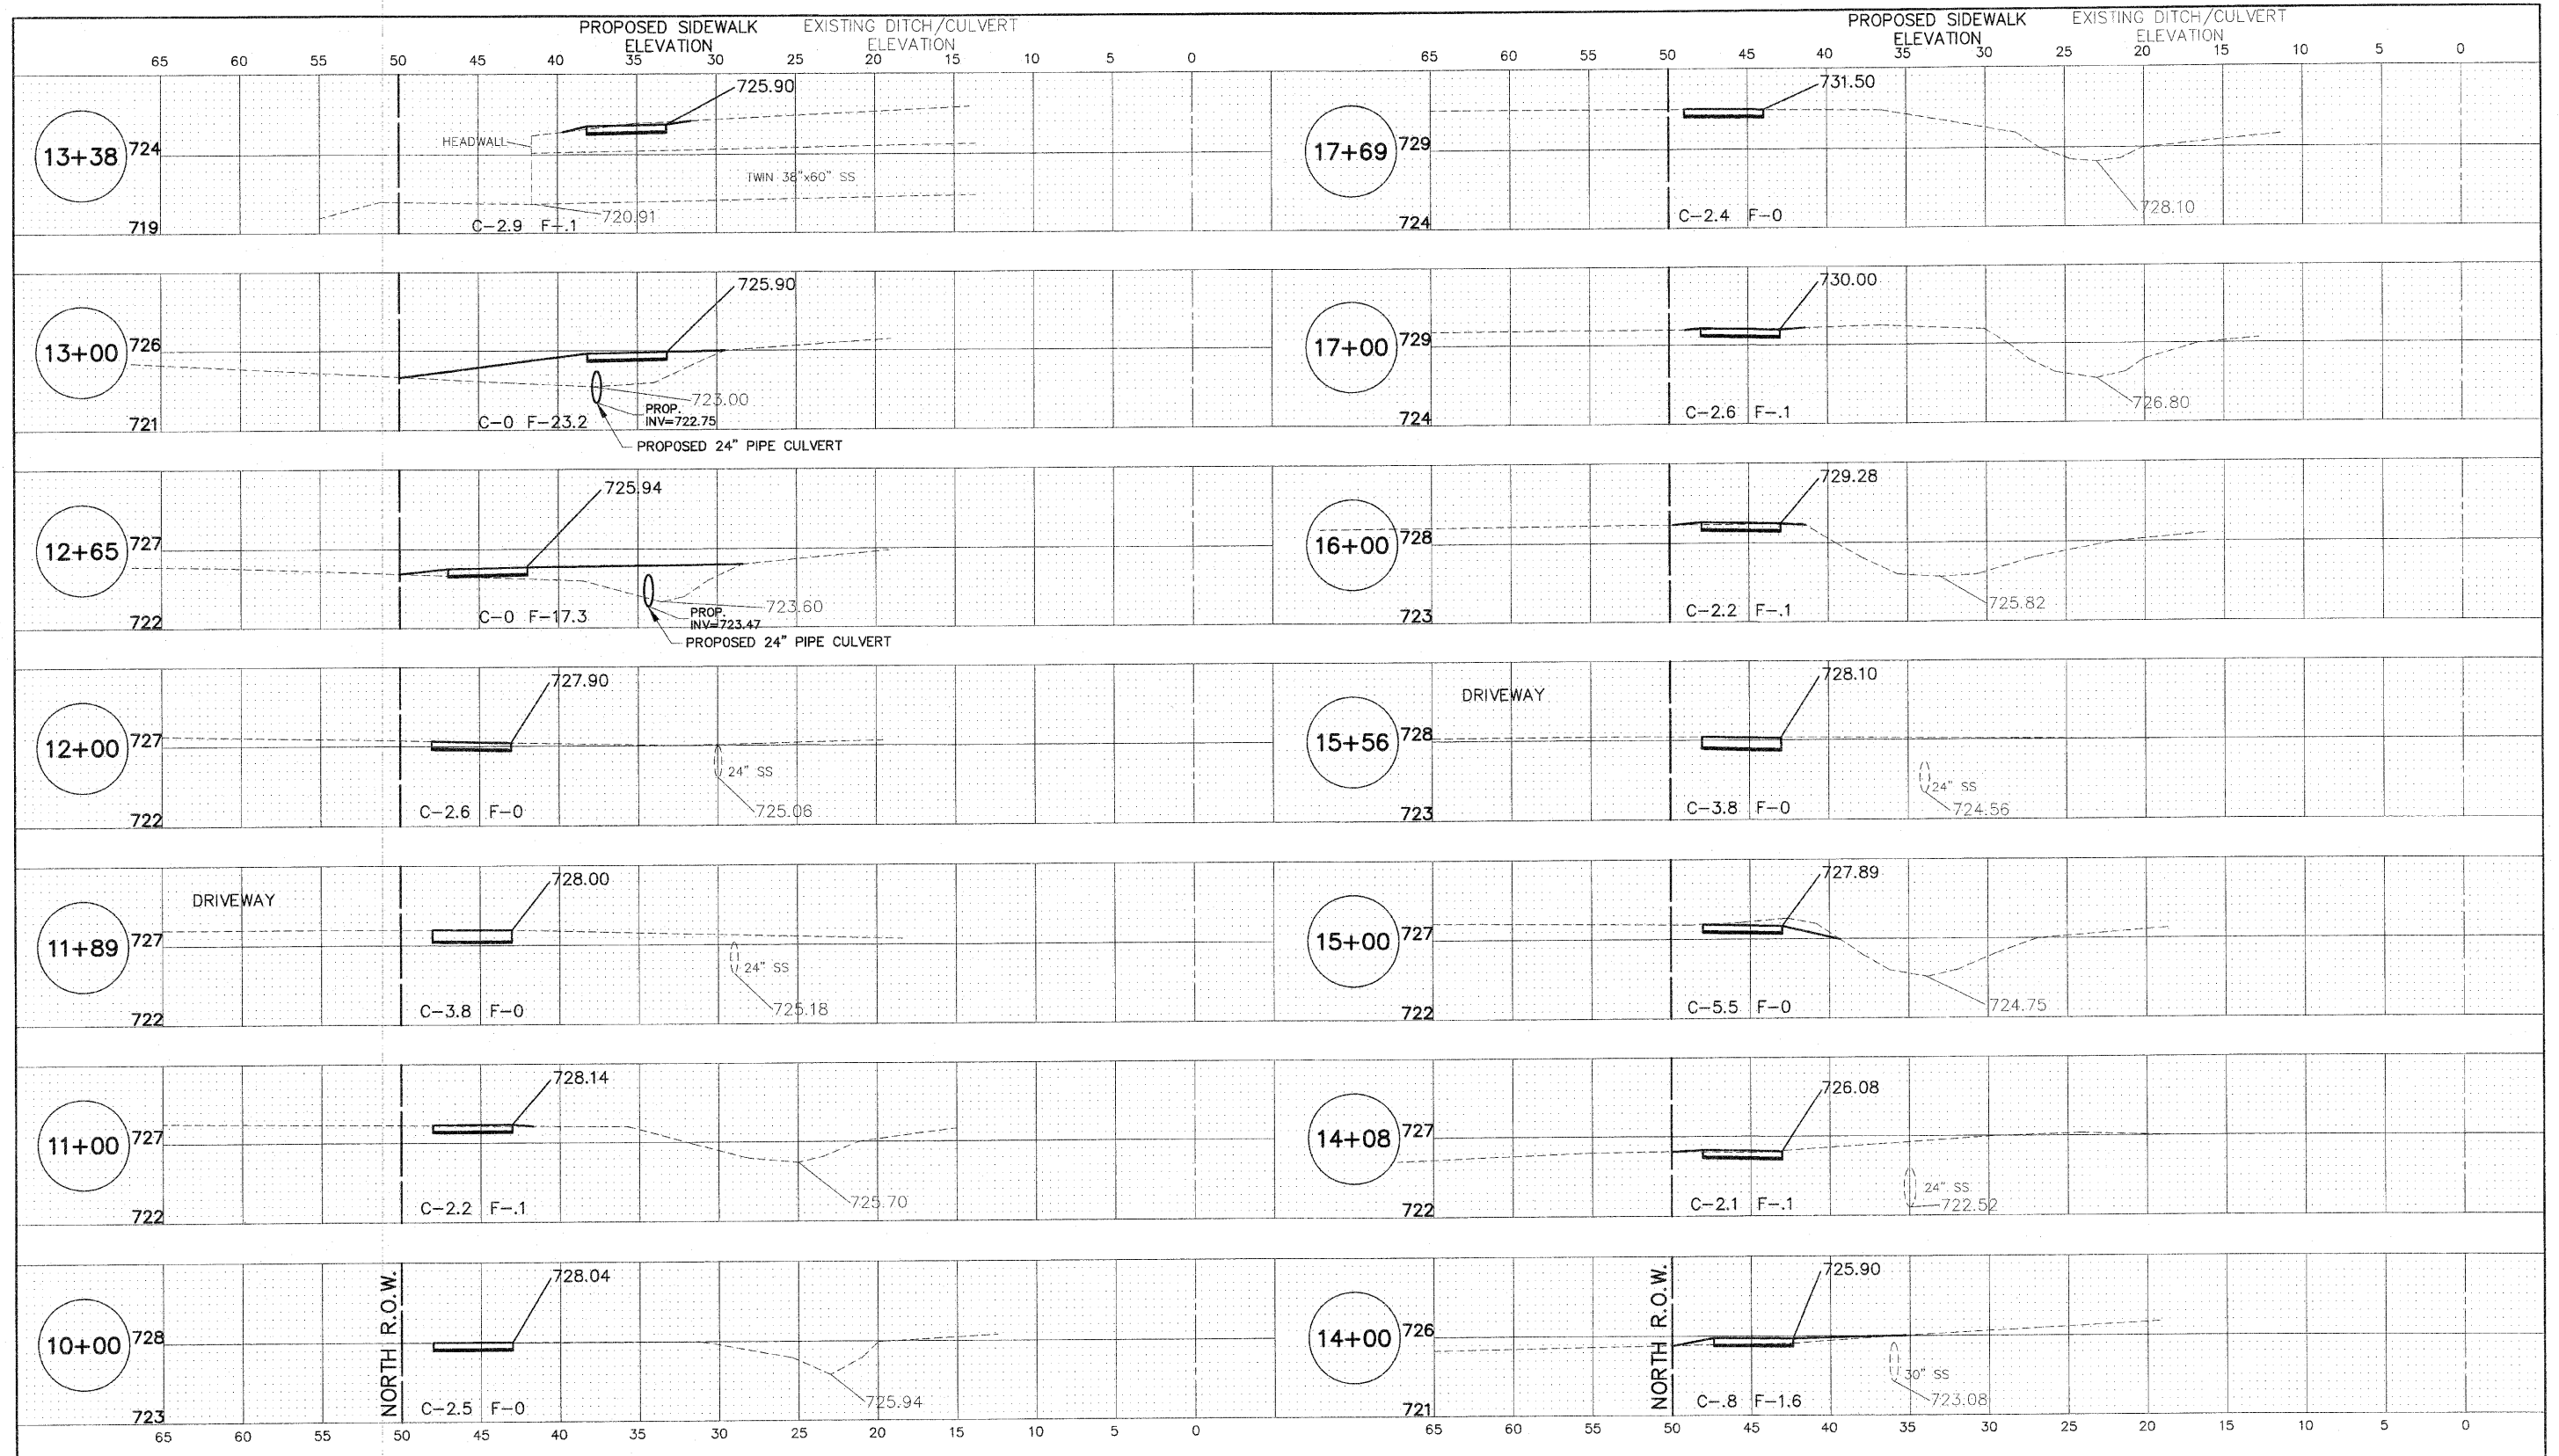 PROPOSED SIDEWALK ELEVATION
EXISTING DITCH/CULVERT ELEVATION
65 60 55 50 45 40 35 30 25 20 15 10 5 0
13+38
724
719
725.90
HEADWALL
TWIN 38"x60" SS
720.91
C-2.9 F-.1
13+00
726
721
725.90
723.00
PROP.
INV=722.75
C-0 F-23.2
PROPOSED 24" PIPE CULVERT
12+65
727
722
725.94
723.60
PROP.
INV=723.47
C-0 F-17.3
PROPOSED 24" PIPE CULVERT
12+00
727
722
727.90
24" SS
725.06
C-2.6 F-0
DRIVEWAY
11+89
727
722
728.00
24" SS
725.18
C-3.8 F-0
11+00
727
722
728.14
725.70
C-2.2 F-.1
10+00
728
723
NORTH R.O.W.
728.04
725.94
C-2.5 F-0
65 60 55 50 45 40 35 30 25 20 15 10 5 0
PROPOSED SIDEWALK ELEVATION
EXISTING DITCH/CULVERT ELEVATION
65 60 55 50 45 40 35 30 25 20 15 10 5 0
17+69
729
724
731.50
728.10
C-2.4 F-0
17+00
729
724
730.00
726.80
C-2.6 F-.1
16+00
728
723
729.28
725.82
C-2.2 F-.1
DRIVEWAY
15+56
728
723
728.10
24" SS
724.56
C-3.8 F-0
15+00
727
722
727.89
724.75
C-5.5 F-0
14+08
727
722
726.08
24" SS
722.52
C-2.1 F-.1
14+00
726
721
NORTH R.O.W.
725.90
30" SS
723.08
C-.8 F-1.6
65 60 55 50 45 40 35 30 25 20 15 10 5 0